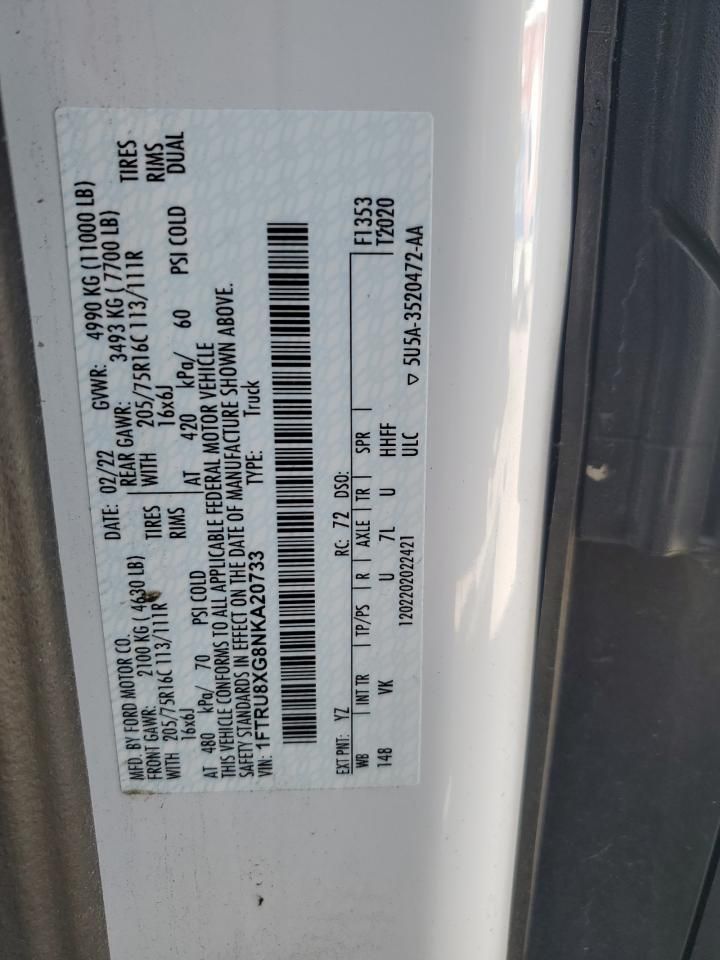 MFD. BY FORD MOTOR CO.
DATE: 02/22 GVWR: 4990 KG (11000 LB)
FRONT GAWR: 2100 KG ( 4630 LB) REAR GAWR: 3493 KG ( 7700 LB)
WITH 205/75R16C 113/111R TIRES WITH 205/75R16C 113/111R TIRES
16x6J RIMS 16x6J RIMS
AT 480 kPa/ 70 PSI COLD AT 420 kPa/ 60 PSI COLD DUAL
THIS VEHICLE CONFORMS TO ALL APPLICABLE FEDERAL MOTOR VEHICLE
SAFETY STANDARDS IN EFFECT ON THE DATE OF MANUFACTURE SHOWN ABOVE.
VIN: 1FTRU8XG8NKA20733 TYPE: Truck
EXT PNT: YZ RC: 72 DSO:
WB INT TR TP/PS R AXLE TR SPR F1353
148 VK U 7L U HHFF T2020
1202202022421 ULC ▽ 5U5A-3520472-AA